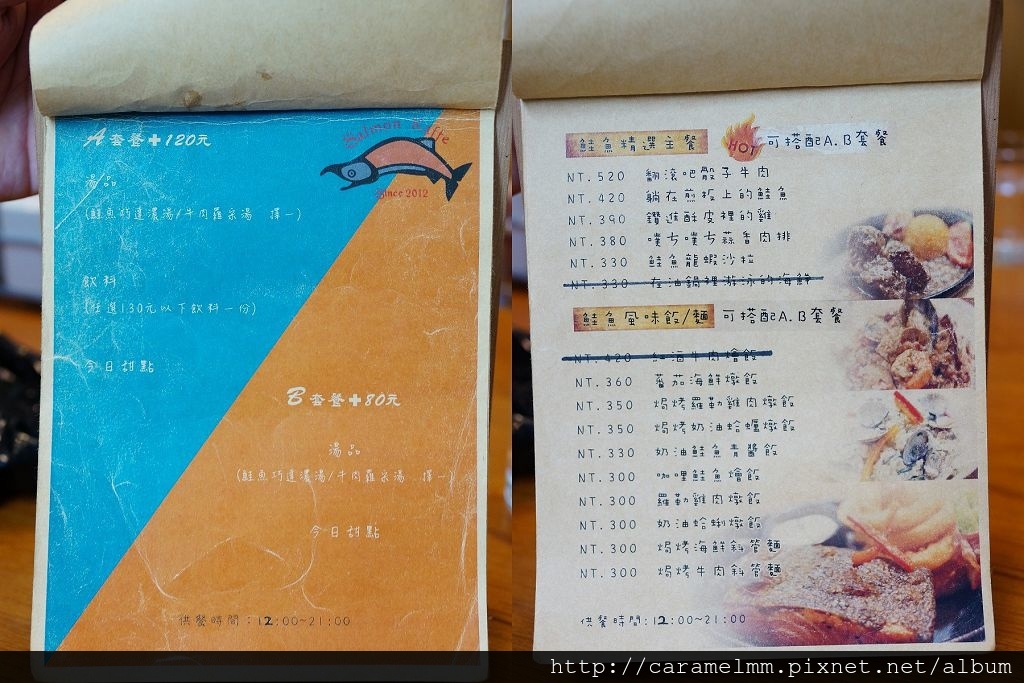 A套餐+120元
Salmon Kaffe
Since 2012
湯品
(鮭魚巧達濃湯/牛肉羅宋湯 擇一)
飲料
(任選130元以下飲料一份)
今日甜點
B套餐+80元
湯品
(鮭魚巧達濃湯/牛肉羅宋湯 擇一
今日甜點
供餐時間:12:00~21:00
鮭魚精選主餐 HOT 可搭配A.B套餐
NT.520 翻滾吧骰子牛肉
NT.420 躺在煎板上的鮭魚
NT.390 鑽進酥皮裡的雞
NT.380 噗ㄘ噗ㄘ蒜香肉排
NT.330 鮭魚龍蝦沙拉
NT.330 在油鍋裡游泳的海鮮
鮭魚風味飯/麵 可搭配A.B套餐
NT.420 紅酒牛肉燴飯
NT.360 蕃茄海鮮燉飯
NT.350 焗烤羅勒雞肉燉飯
NT.350 焗烤奶油蛤蠣燉飯
NT.330 奶油鮭魚青醬飯
NT.300 咖哩鮭魚燴飯
NT.300 羅勒雞肉燉飯
NT.300 奶油蛤蜊燉飯
NT.300 焗烤海鮮斜管麵
NT.300 焗烤牛肉斜管麵
供餐時間:12:00~21:00
http://caramelmm.pixnet.net/album